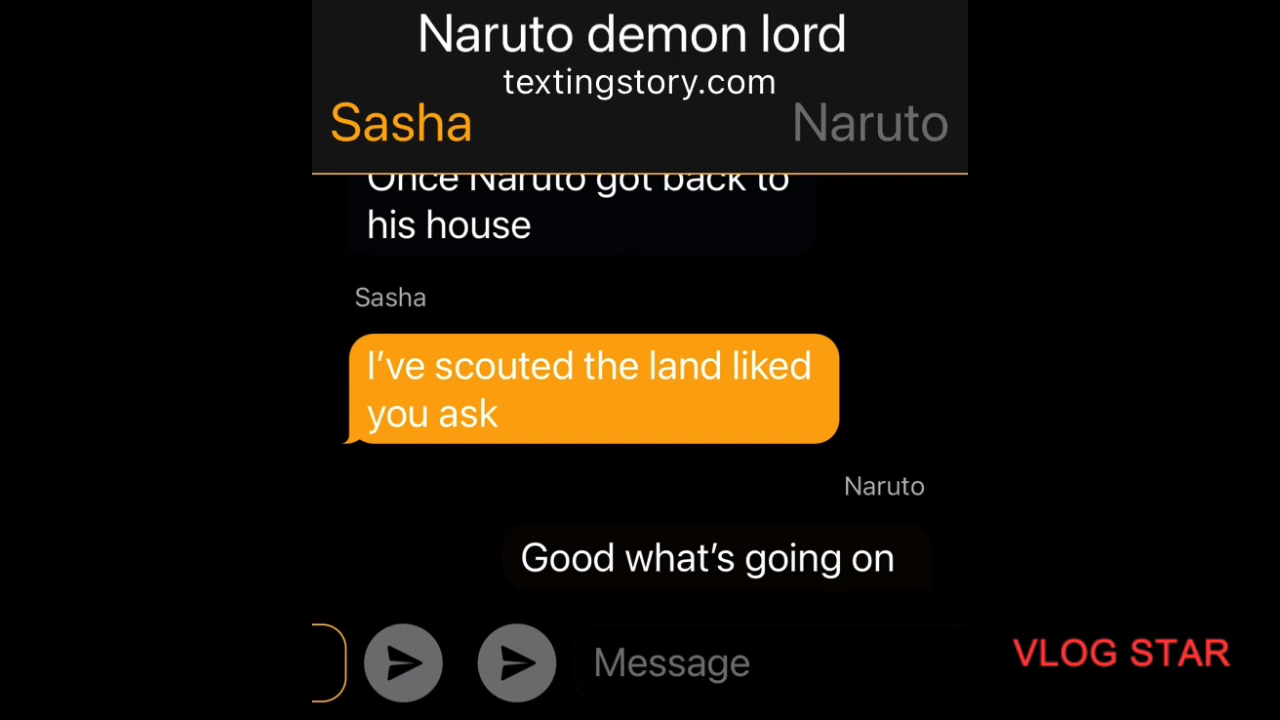 Naruto demon lord
textingstory.com
Sasha
Naruto
Once Naruto got back to
his house
Sasha
I’ve scouted the land liked
you ask
Naruto
Good what’s going on
Message
VLOG STAR